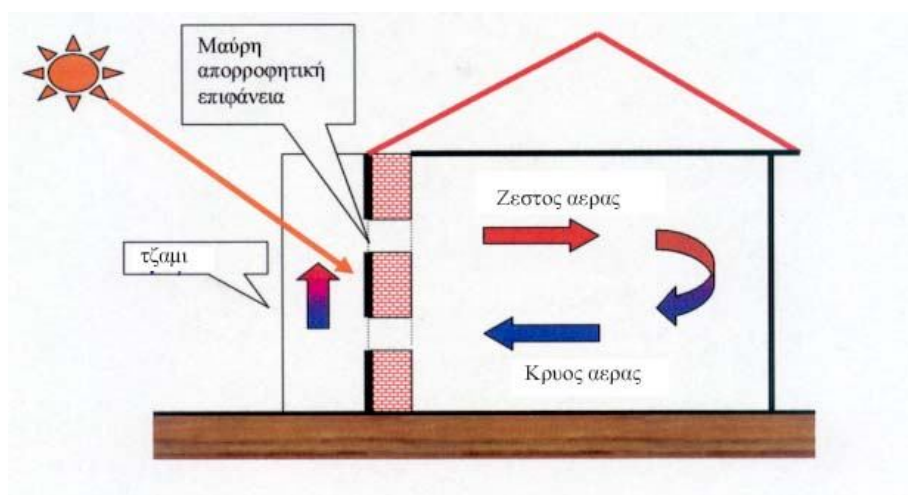 Μαύρη
απορροφητική
επιφάνεια
Ζεστος αερας
τζαμι
Κρυος αερας